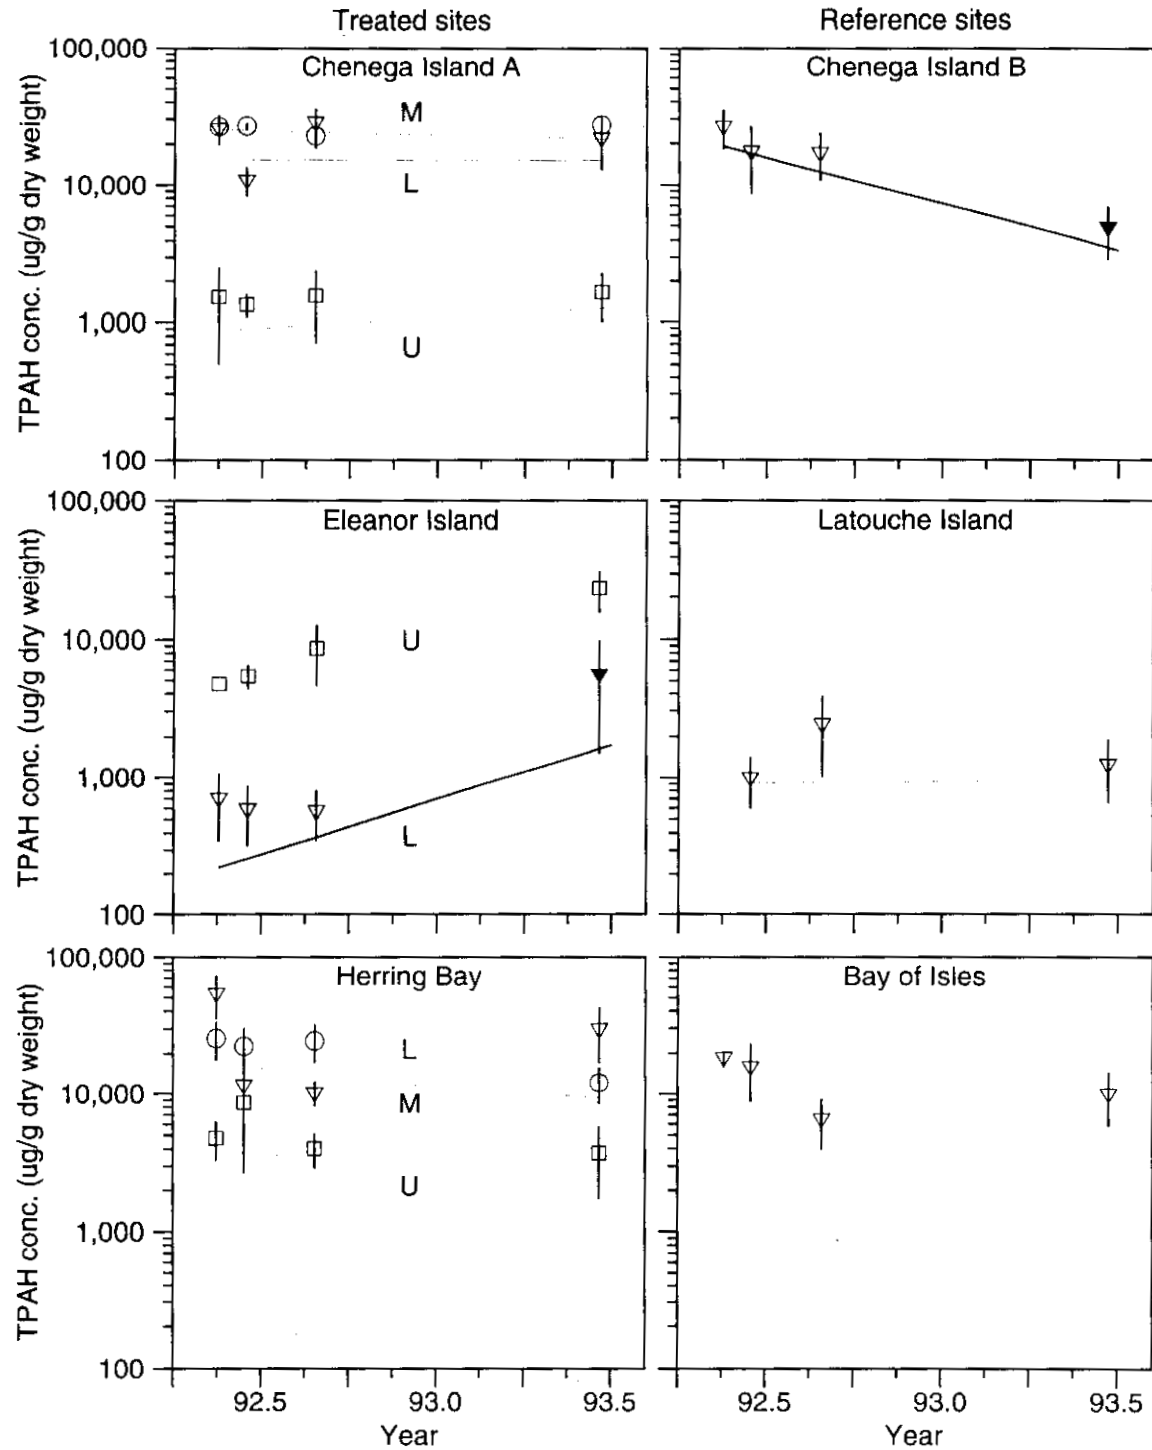 Treated sites Reference sites
100,000
Chenega Island A Chenega Island B
M
10,000
L
1,000
U
100
TPAH conc. (ug/g dry weight)
100,000
Eleanor Island Latouche Island
10,000
U
1,000
L
100
TPAH conc. (ug/g dry weight)
100,000
Herring Bay Bay of Isles
L
10,000
M
U
1,000
100
TPAH conc. (ug/g dry weight)
92.5 93.0 93.5 92.5 93.0 93.5
Year Year